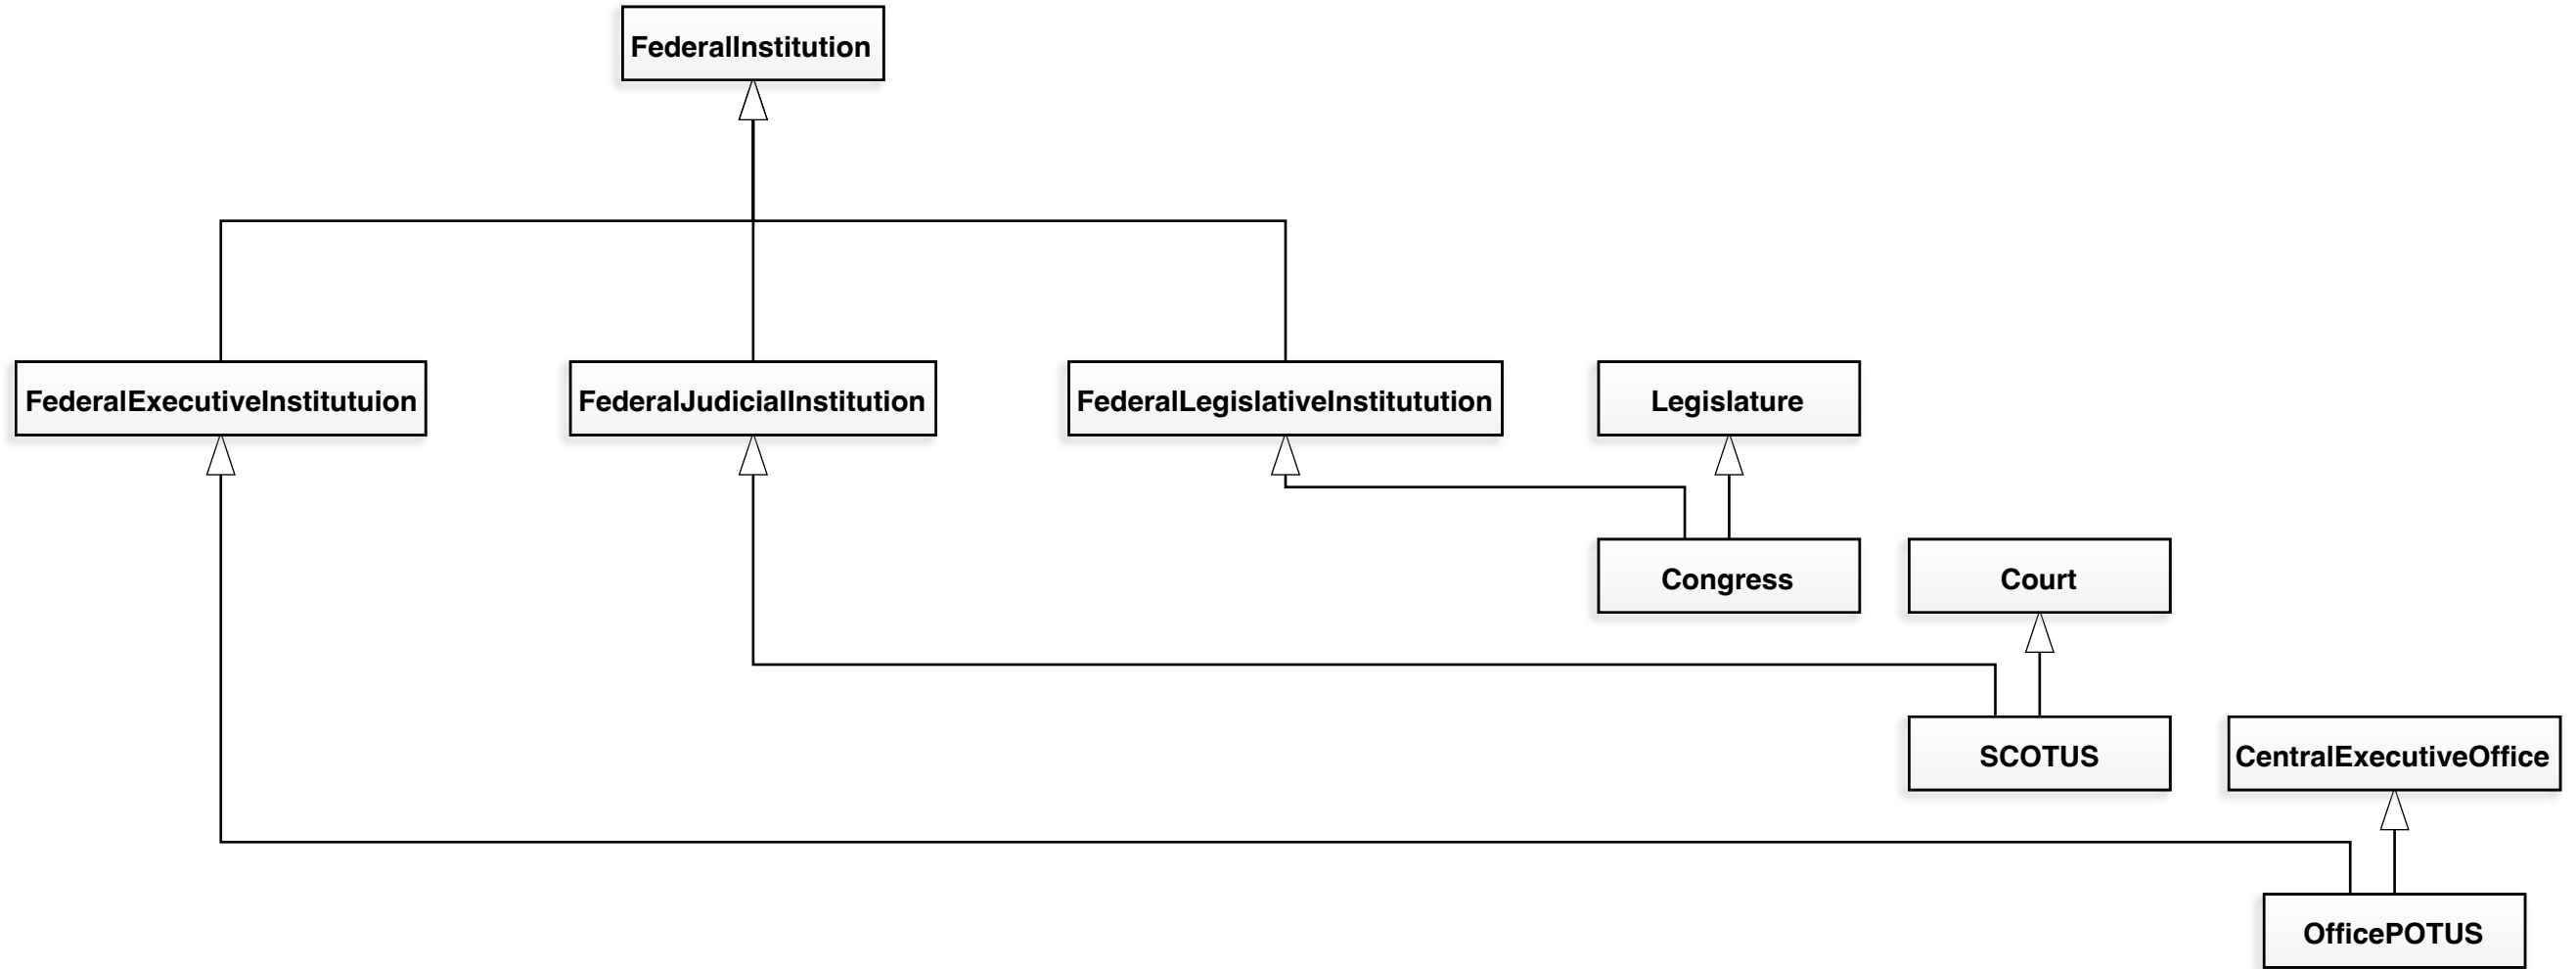 FederalInstitution
FederalExecutiveInstitutuion
FederalJudicialInstitution
FederalLegislativeInstitutution
Legislature
Congress
Court
SCOTUS
CentralExecutiveOffice
OfficePOTUS